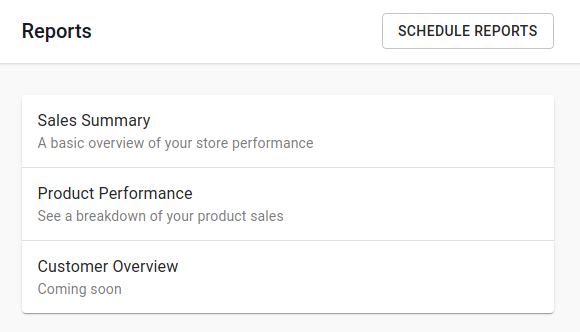 Reports
SCHEDULE REPORTS
Sales Summary
A basic overview of your store performance
Product Performance
See a breakdown of your product sales
Customer Overview
Coming soon